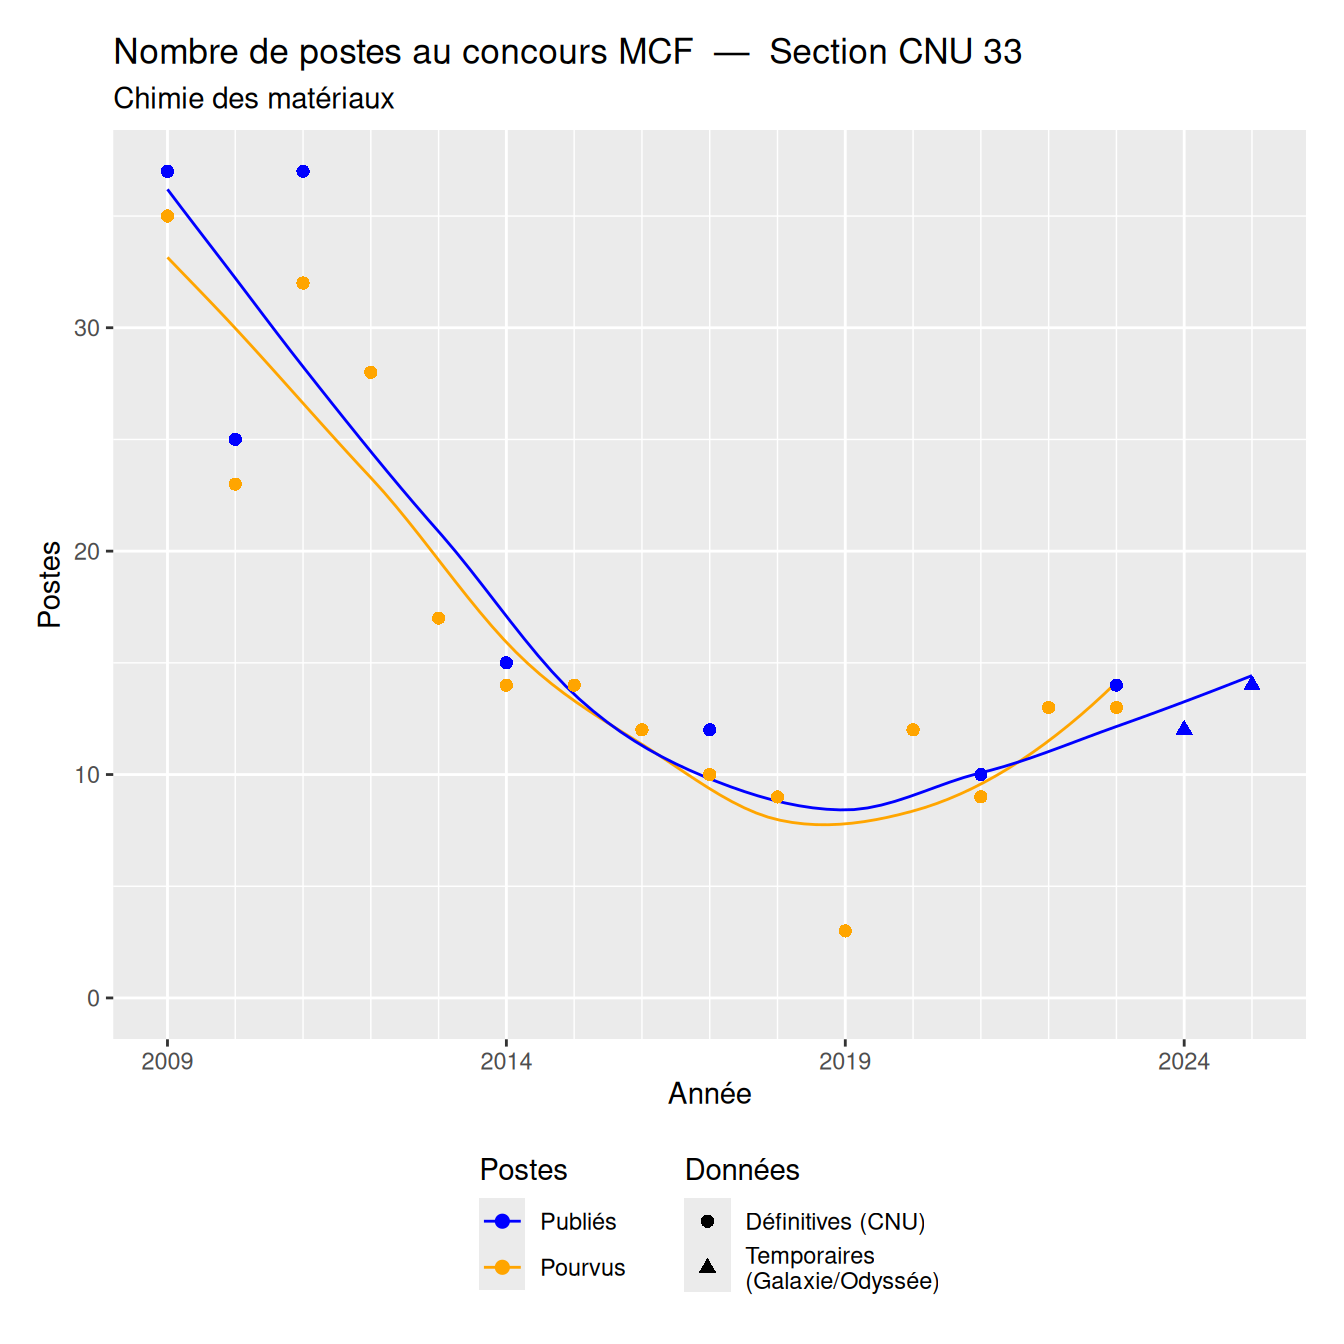 Nombre de postes au concours MCF — Section CNU 33
Chimie des matériaux
Postes
30
20
10
0
2009 2014 2019 2024
Année
Postes
Publiés
Pourvus
Données
Définitives (CNU)
Temporaires
(Galaxie/Odyssée)